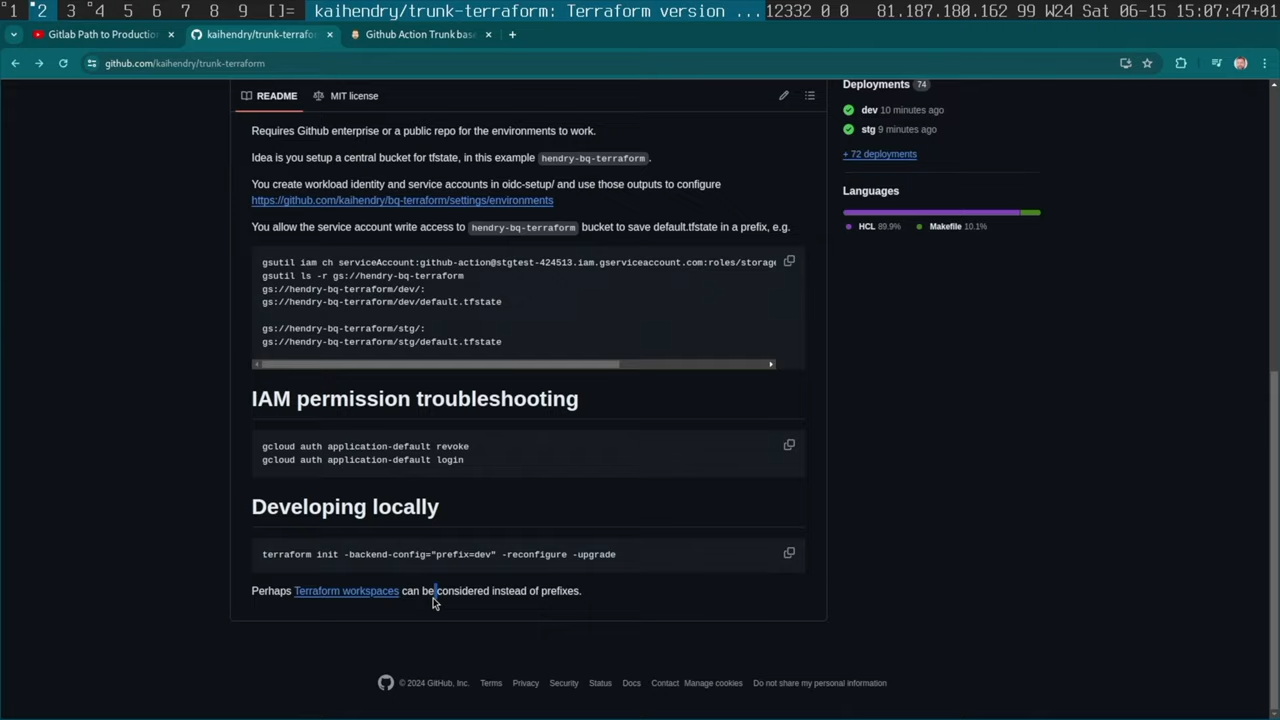 1 2 3 4 5 6 7 8 9 []= kaihendry/trunk-terraform: Terraform version ... 12332 0 0 81.187.180.162 99 W24 Sat 06-15 15:07:47+01
Gitlab Path to Production
kaihendry/trunk-terrafo
Github Action Trunk base
github.com/kaihendry/trunk-terraform
README
MIT license
Requires Github enterprise or a public repo for the environments to work.
Idea is you setup a central bucket for tfstate, in this example hendry-bq-terraform.
You create workload identity and service accounts in oidc-setup/ and use those outputs to configure
https://github.com/kaihendry/bq-terraform/settings/environments
You allow the service account write access to hendry-bq-terraform bucket to save default.tfstate in a prefix, e.g.
gsutil iam ch serviceAccount:github-action@stgtest-424513.iam.gserviceaccount.com:roles/storage
gsutil ls -r gs://hendry-bq-terraform
gs://hendry-bq-terraform/dev/:
gs://hendry-bq-terraform/dev/default.tfstate
gs://hendry-bq-terraform/stg/:
gs://hendry-bq-terraform/stg/default.tfstate
IAM permission troubleshooting
gcloud auth application-default revoke
gcloud auth application-default login
Developing locally
terraform init -backend-config="prefix=dev" -reconfigure -upgrade
Perhaps Terraform workspaces can be considered instead of prefixes.
Deployments 74
dev 10 minutes ago
stg 9 minutes ago
+ 72 deployments
Languages
HCL 89.9%
Makefile 10.1%
© 2024 GitHub, Inc. Terms Privacy Security Status Docs Contact Manage cookies Do not share my personal information